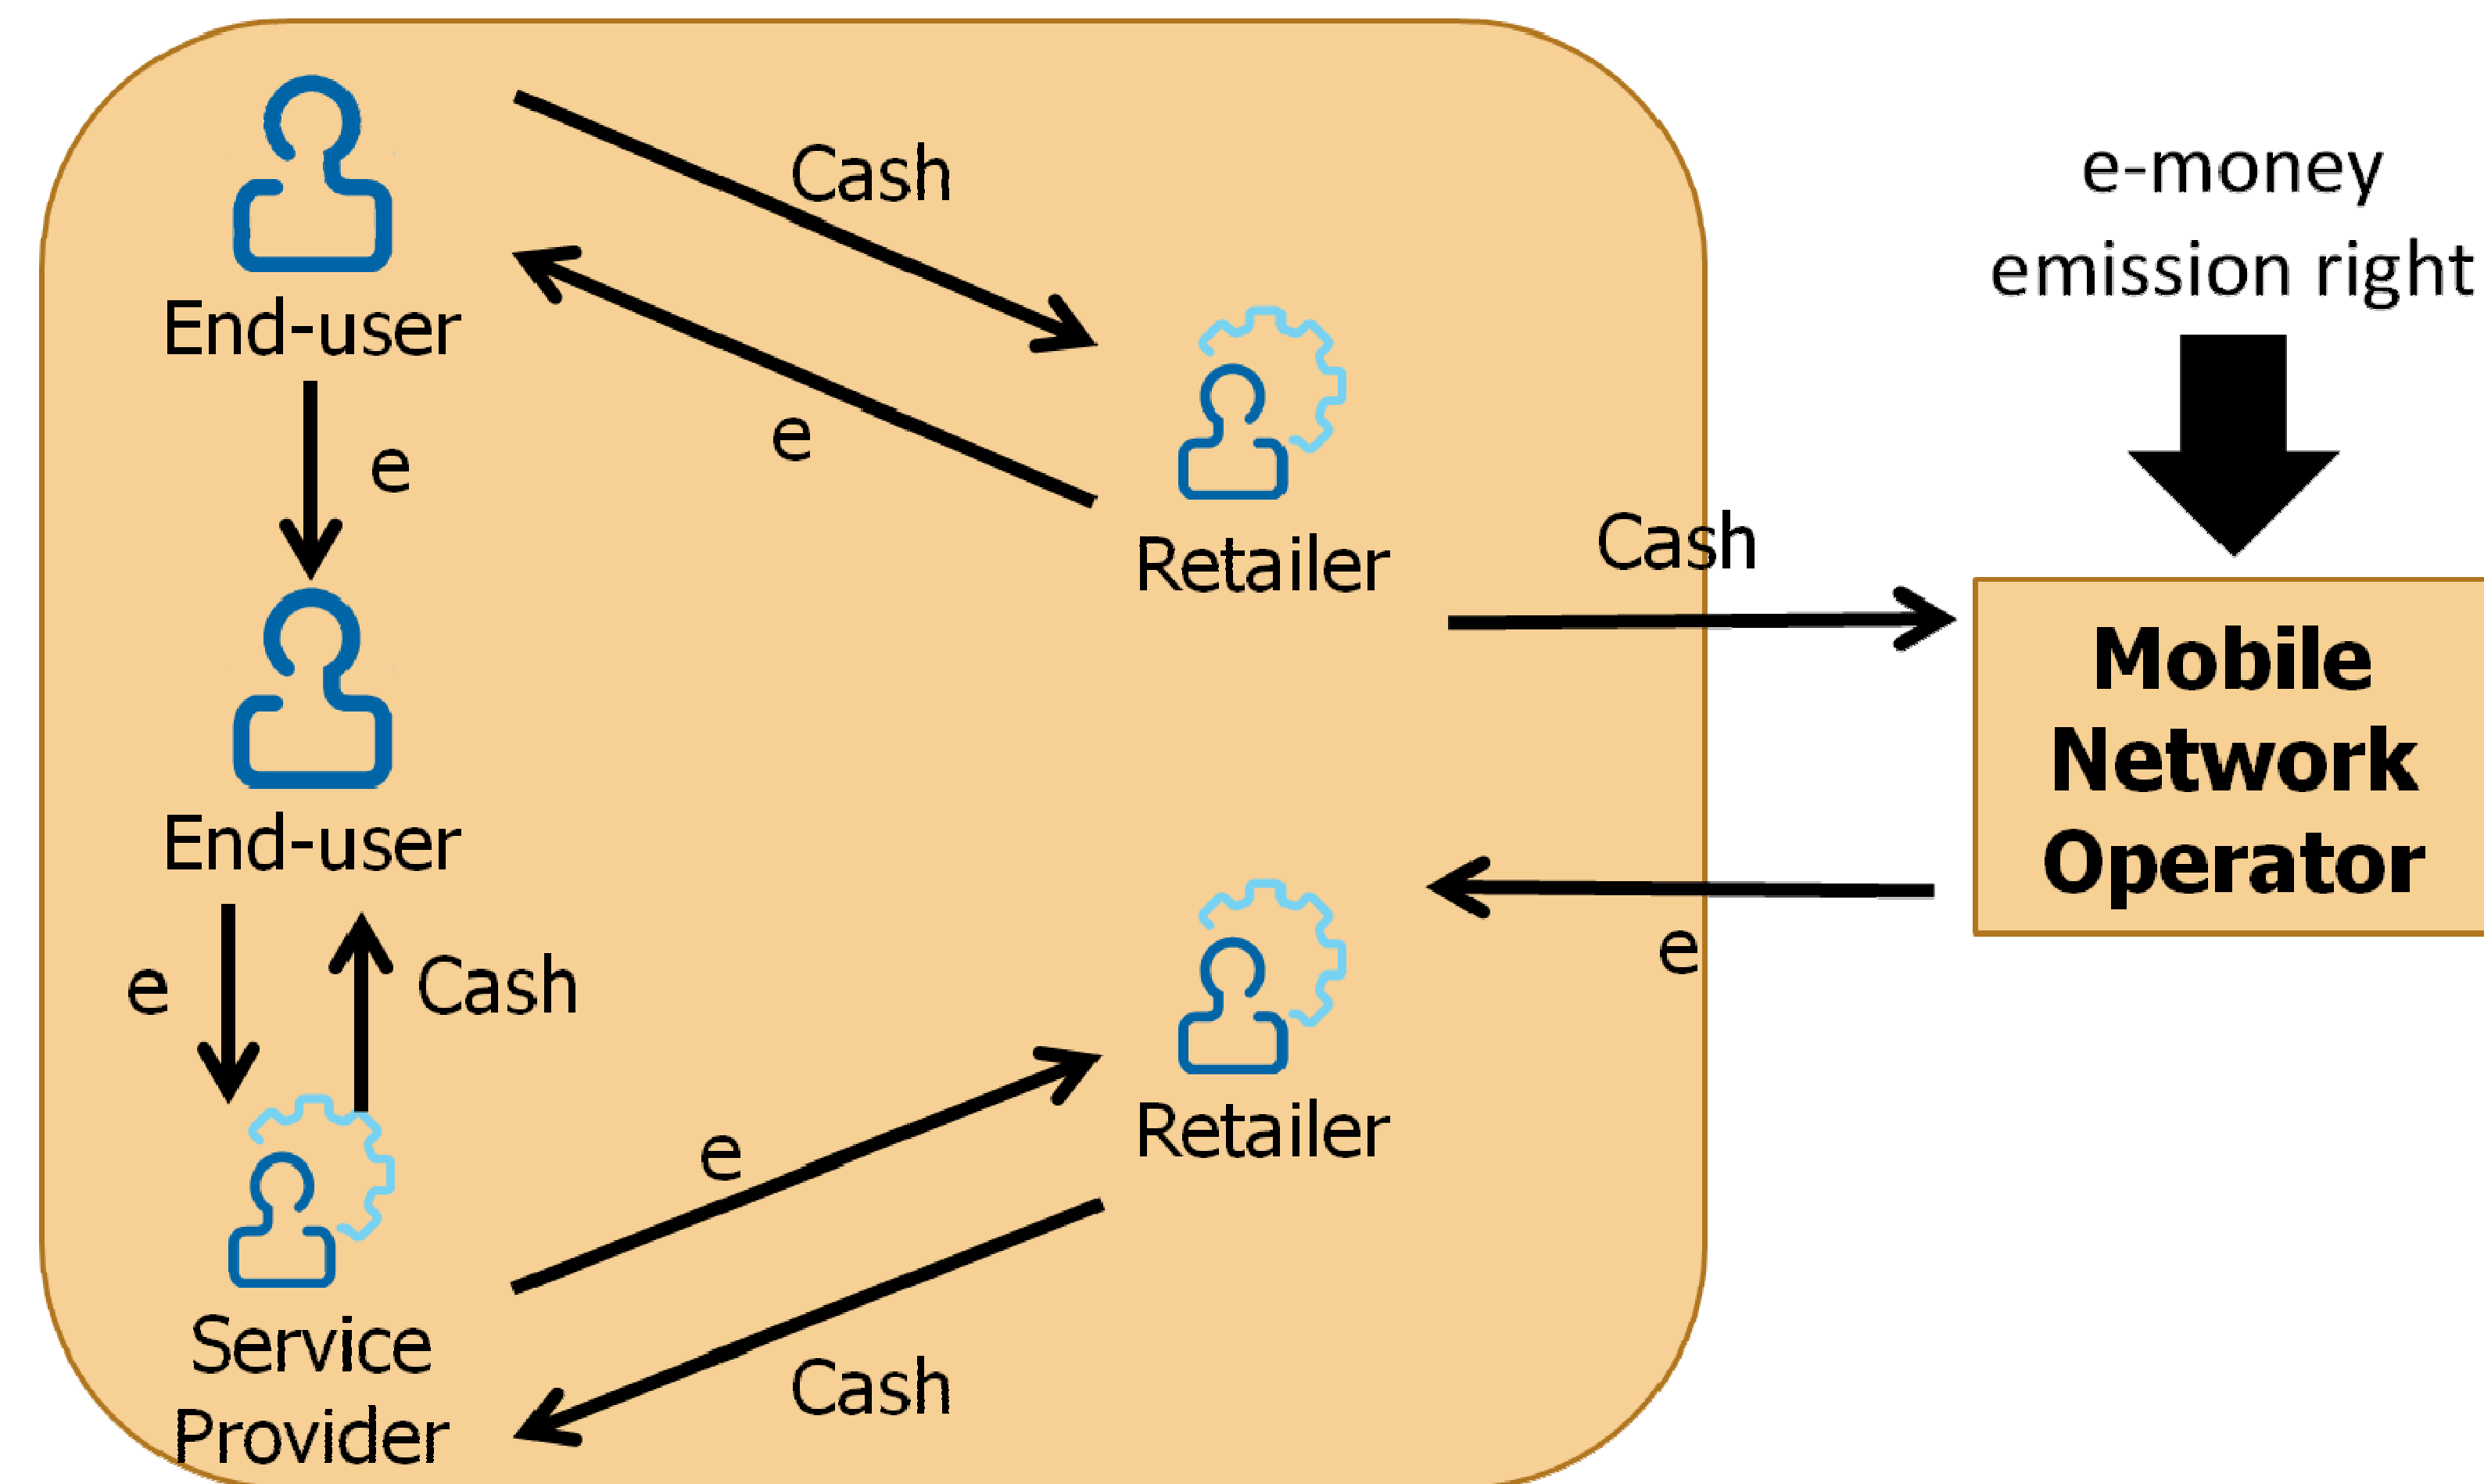 Cash
e-money
emission right
End-user
e
e
Retailer
Cash
Mobile
Network
Operator
End-user
e
Cash
e
Retailer
e
Service
Provider
Cash